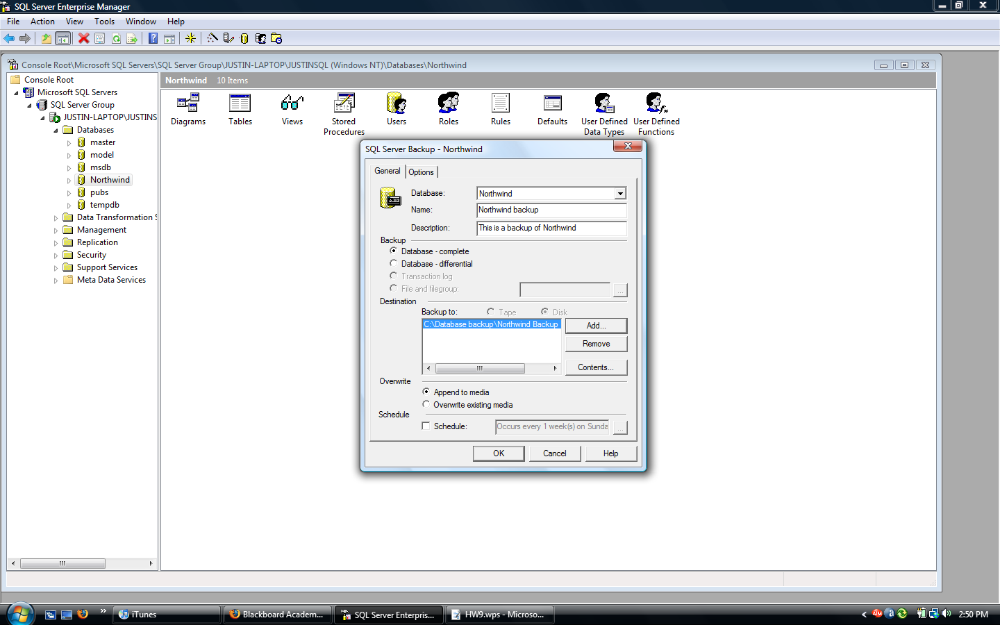 SQL Server Enterprise Manager
File Action View Tools Window Help
Console Root\Microsoft SQL Servers\SQL Server Group\JUSTIN-LAPTOP\JUSTINSQL (Windows NT)\Databases\Northwind
Console Root
Microsoft SQL Servers
SQL Server Group
JUSTIN-LAPTOP\JUSTINS
Databases
master
model
msdb
Northwind
pubs
tempdb
Data Transformation S
Management
Replication
Security
Support Services
Meta Data Services
Northwind 10 Items
Diagrams Tables Views Stored Procedures Users Roles Rules Defaults User Defined Data Types User Defined Functions
SQL Server Backup - Northwind
General Options
Database: Northwind
Name: Northwind backup
Description: This is a backup of Northwind
Backup
Database - complete
Database - differential
Transaction log
File and filegroup: ...
Destination
Backup to: Tape Disk
C:\Database backup\Northwind Backup
Add...
Remove
Contents...
Overwrite
Append to media
Overwrite existing media
Schedule
Schedule: Occurs every 1 week(s) on Sunda ...
OK Cancel Help
iTunes Blackboard Academ... SQL Server Enterpris... HW9.wps - Microso... 2:50 PM